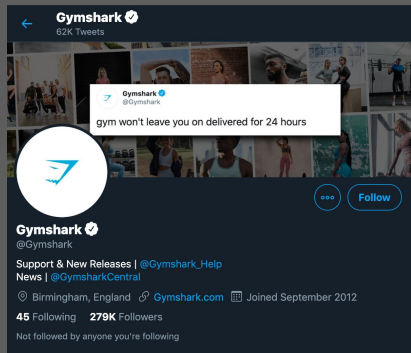 Gymshark
62K Tweets
Gymshark
@Gymshark
gym won't leave you on delivered for 24 hours
Follow
Gymshark
@Gymshark
Support & New Releases | @Gymshark_Help
News | @GymsharkCentral
Birmingham, England Gymshark.com Joined September 2012
45 Following 279K Followers
Not followed by anyone you're following